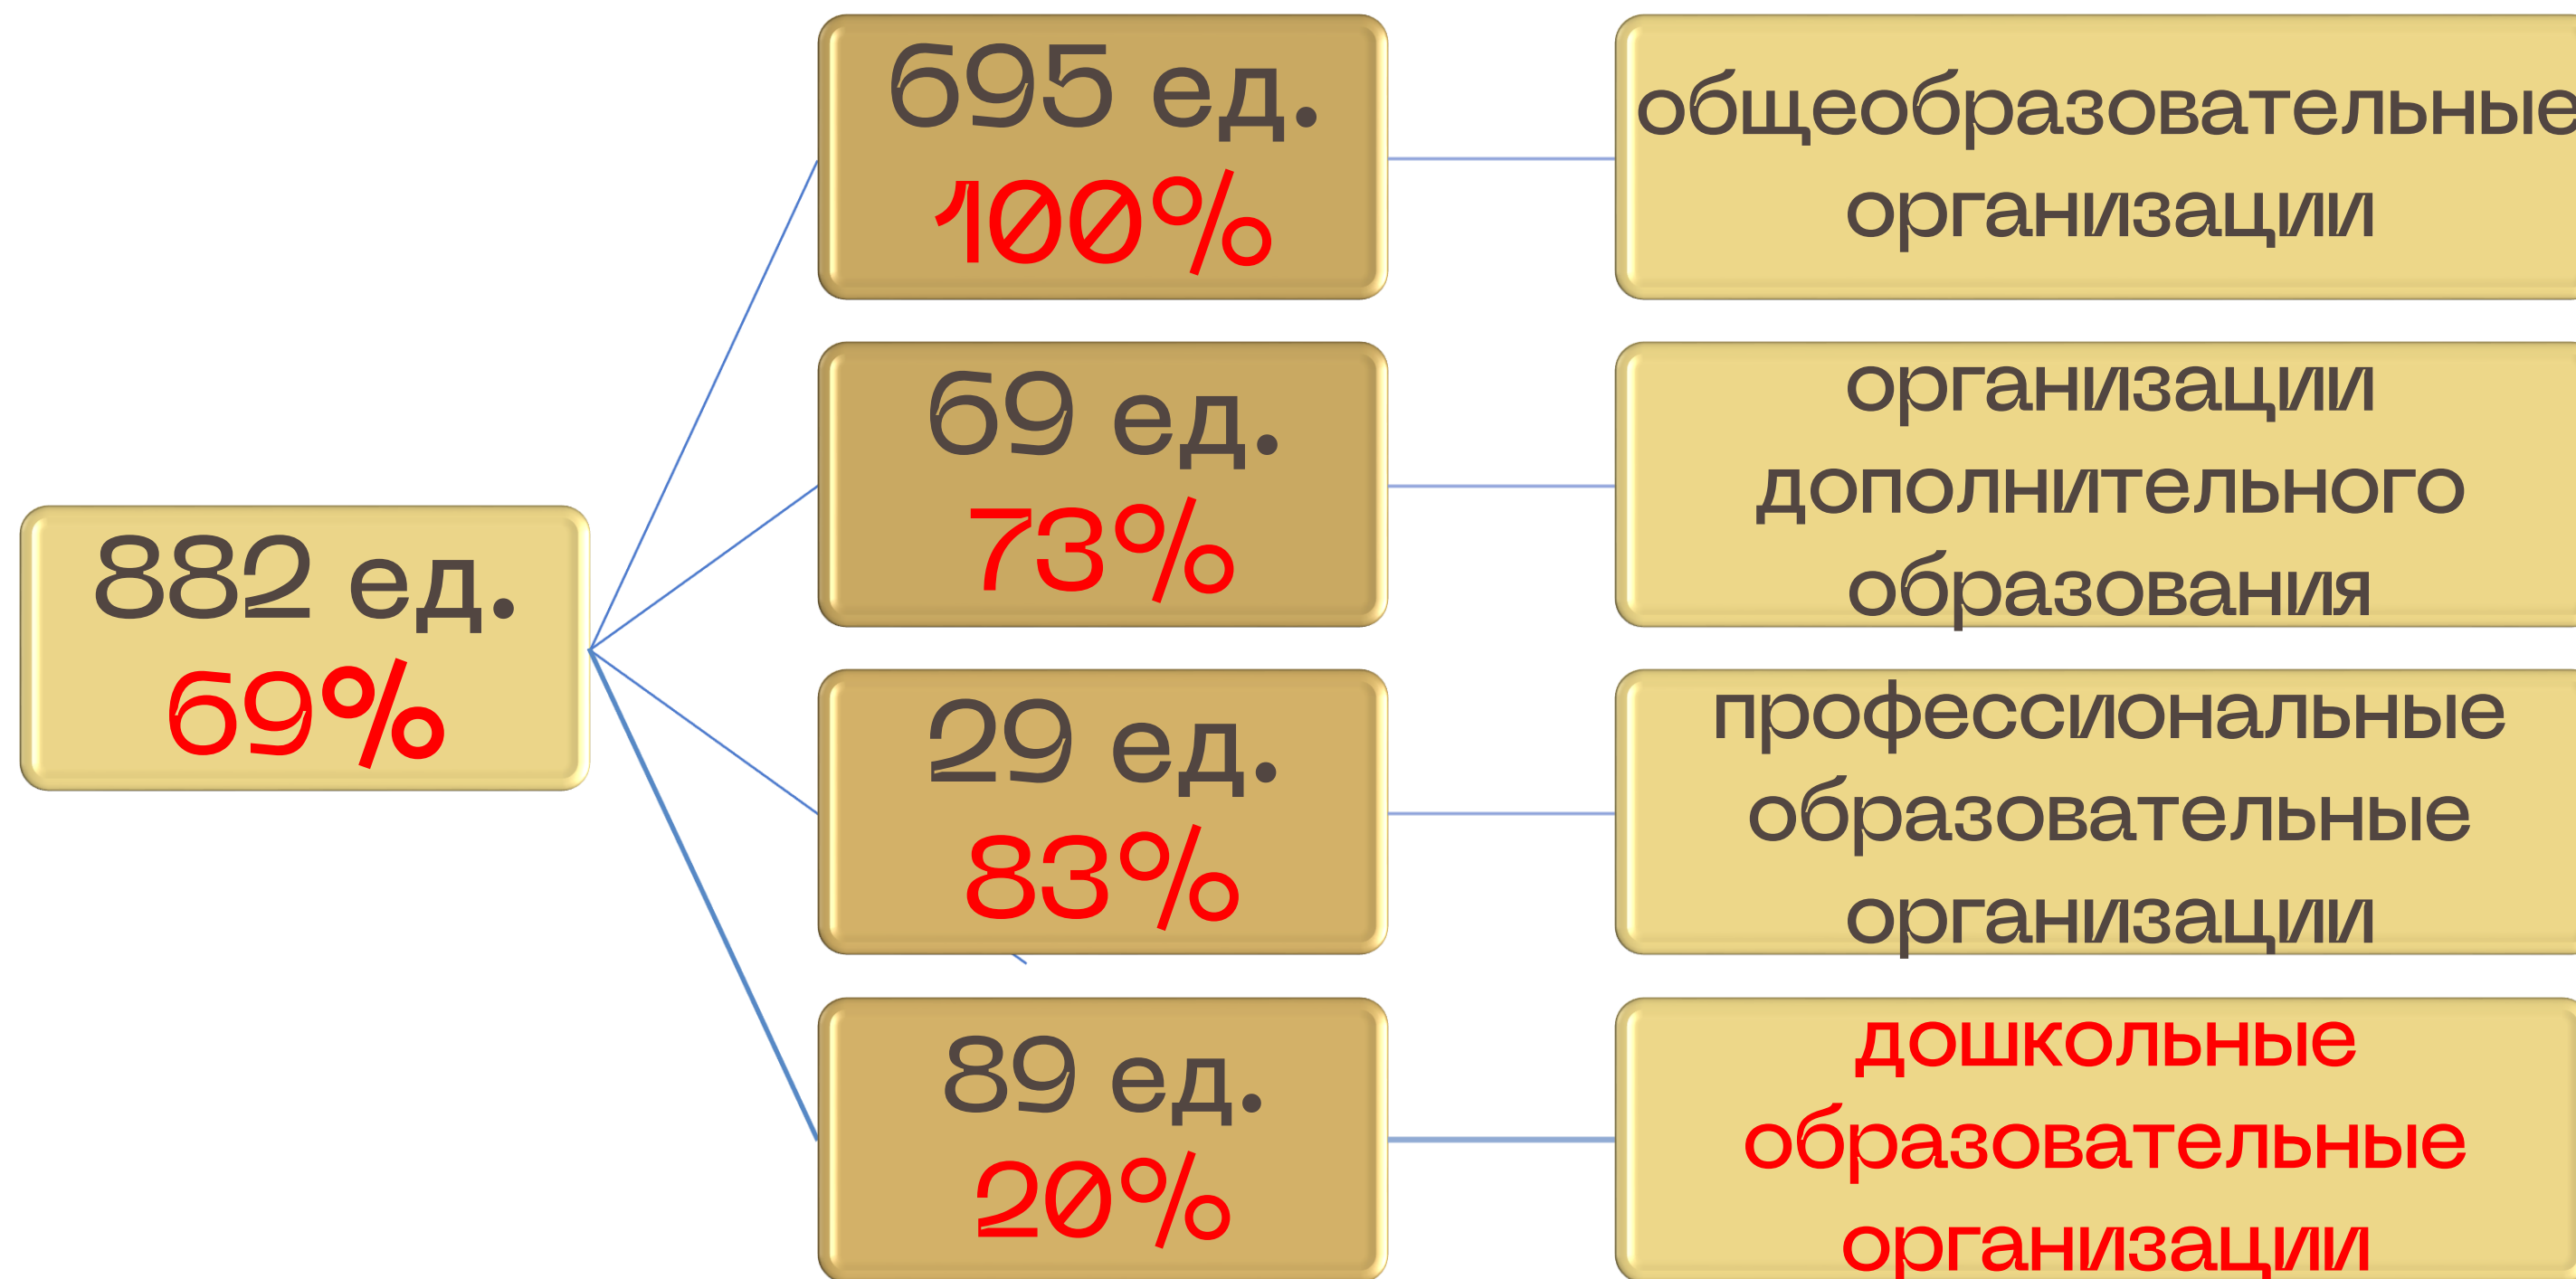 882 ед.
69%
695 ед.
100%
общеобразовательные
организации
69 ед.
73%
организации
дополнительного
образования
29 ед.
83%
профессиональные
образовательные
организации
89 ед.
20%
дошкольные
образовательные
организации